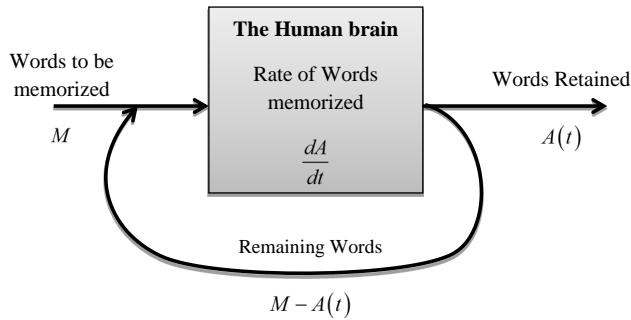 The Human brain
Words to be
memorized
Rate of Words
memorized
Words Retained
M
dA
dt
A(t)
Remaining Words
M − A(t)